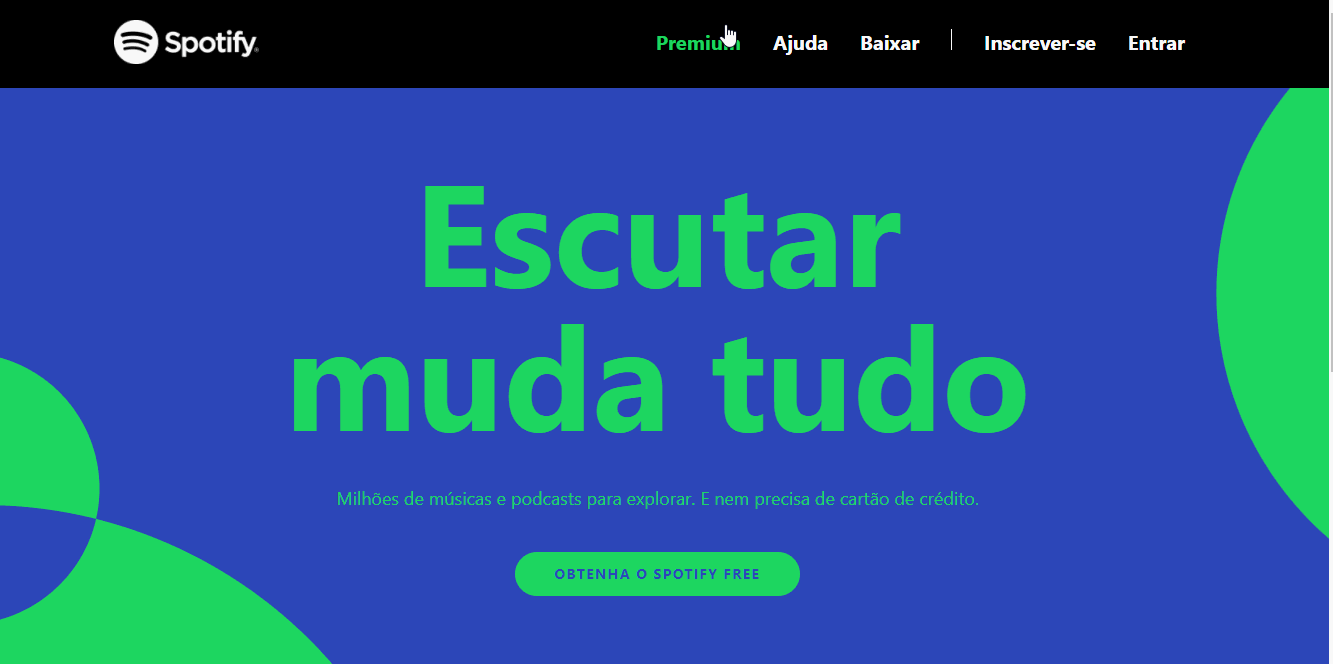 Spotify®
Premium
Ajuda
Baixar
Inscrever-se
Entrar
Escutar
muda tudo
Milhões de músicas e podcasts para explorar. E nem precisa de cartão de crédito.
OBTENHA O SPOTIFY FREE